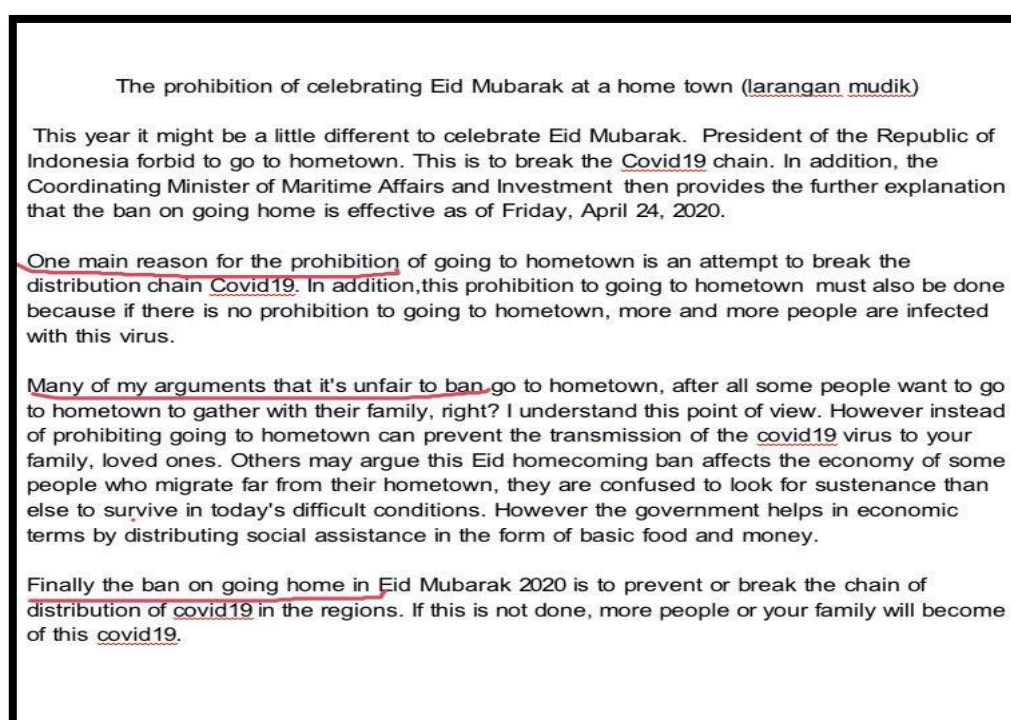 The prohibition of celebrating Eid Mubarak at a home town (larangan mudik)
This year it might be a little different to celebrate Eid Mubarak. President of the Republic of
Indonesia forbid to go to hometown. This is to break the Covid19 chain. In addition, the
Coordinating Minister of Maritime Affairs and Investment then provides the further explanation
that the ban on going home is effective as of Friday, April 24, 2020.
One main reason for the prohibition of going to hometown is an attempt to break the
distribution chain Covid19. In addition,this prohibition to going to hometown must also be done
because if there is no prohibition to going to hometown, more and more people are infected
with this virus.
Many of my arguments that it's unfair to ban go to hometown, after all some people want to go
to hometown to gather with their family, right? I understand this point of view. However instead
of prohibiting going to hometown can prevent the transmission of the covid19 virus to your
family, loved ones. Others may argue this Eid homecoming ban affects the economy of some
people who migrate far from their hometown, they are confused to look for sustenance than
else to survive in today's difficult conditions. However the government helps in economic
terms by distributing social assistance in the form of basic food and money.
Finally the ban on going home in Eid Mubarak 2020 is to prevent or break the chain of
distribution of covid19 in the regions. If this is not done, more people or your family will become
of this covid19.